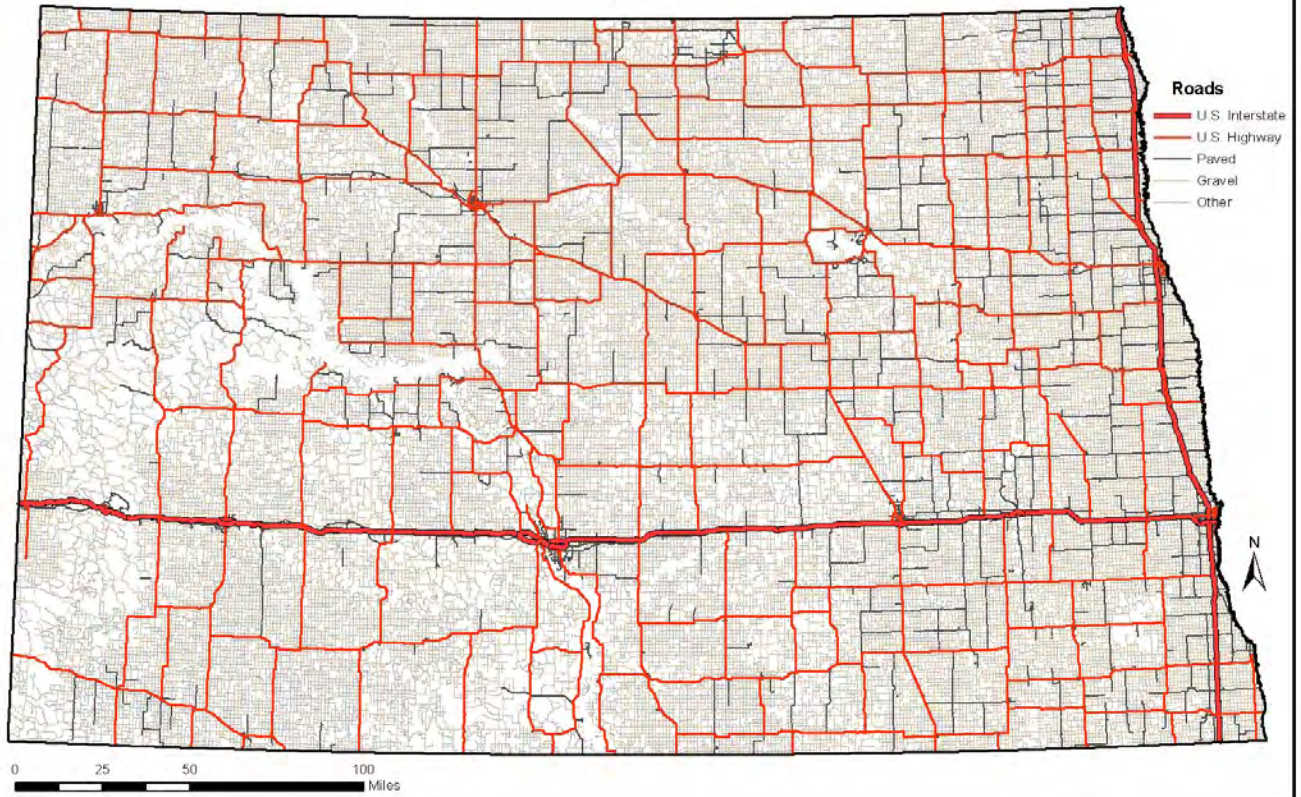 Roads
U.S. Interstate
U.S. Highway
Paved
Gravel
Other
N
0 25 50 100
Miles